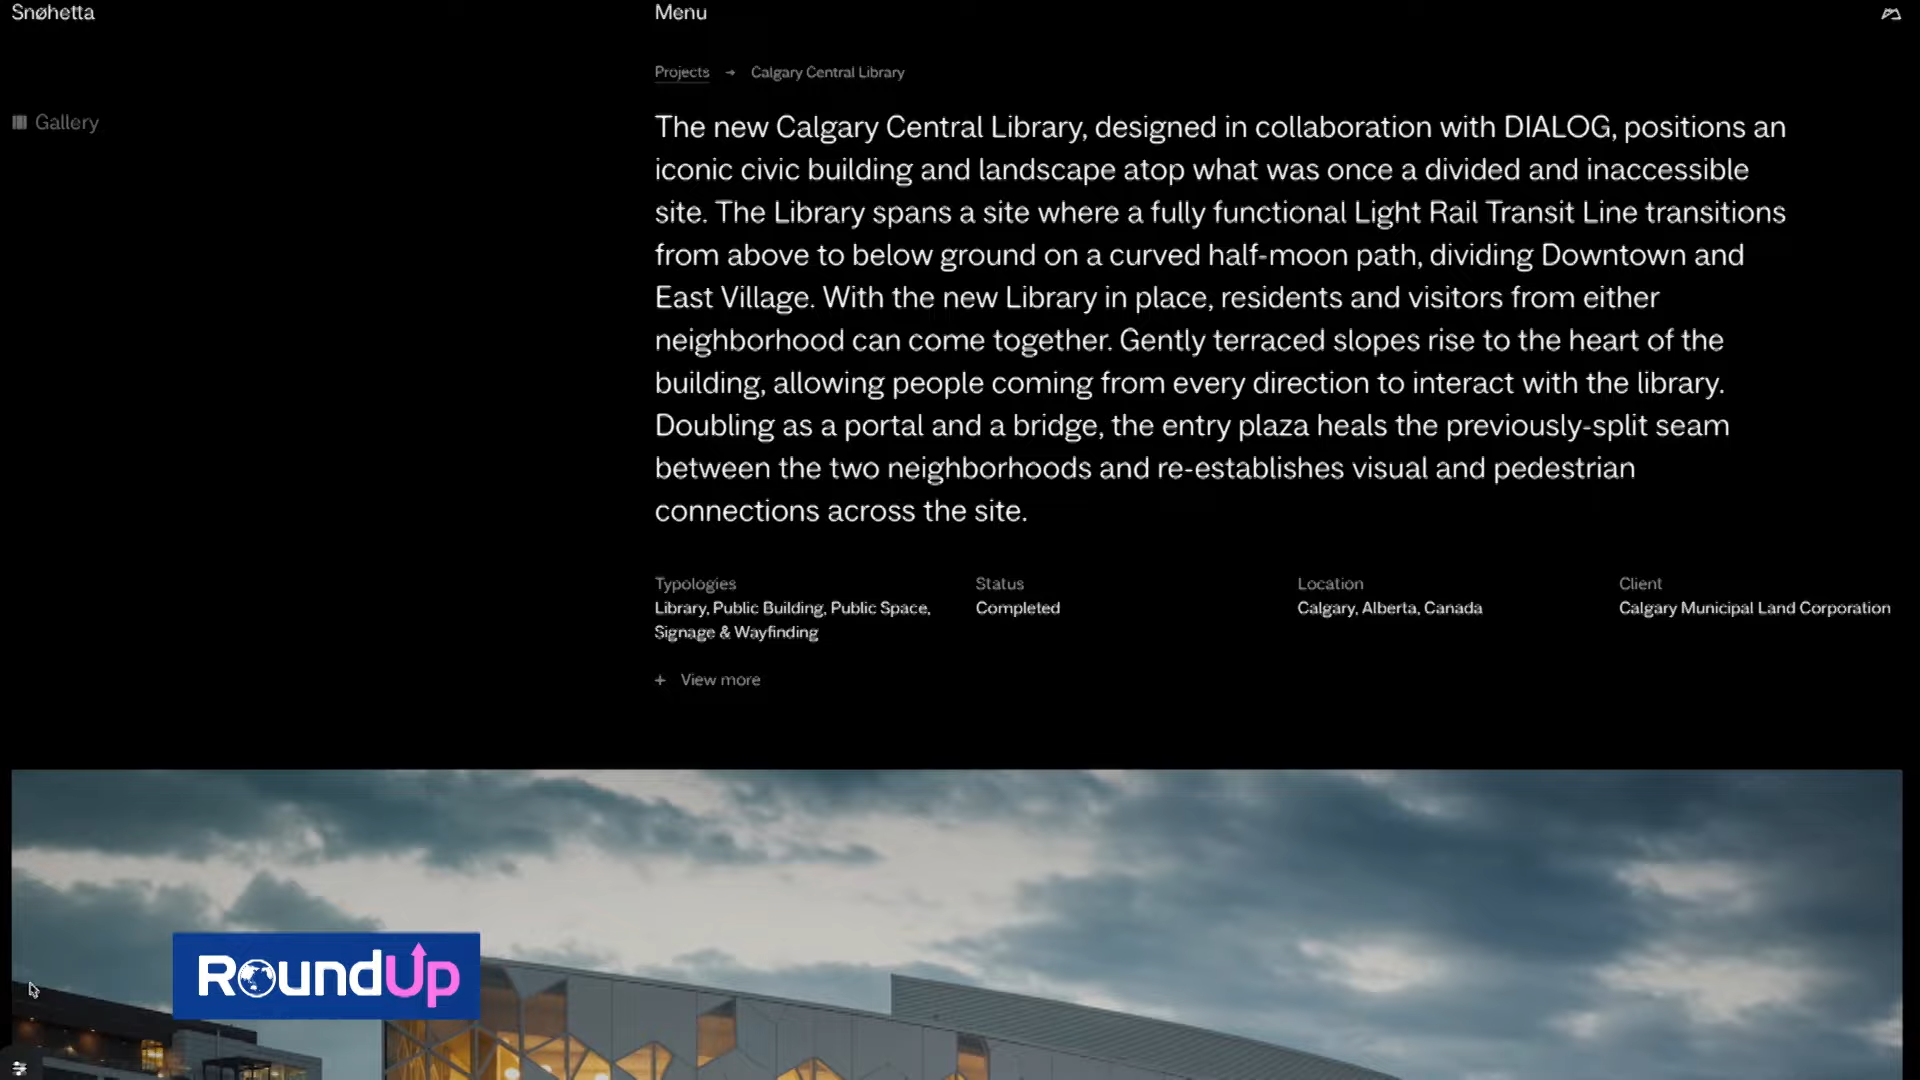 Snøhetta
Menu
Projects → Calgary Central Library
Gallery
The new Calgary Central Library, designed in collaboration with DIALOG, positions an
iconic civic building and landscape atop what was once a divided and inaccessible
site. The Library spans a site where a fully functional Light Rail Transit Line transitions
from above to below ground on a curved half-moon path, dividing Downtown and
East Village. With the new Library in place, residents and visitors from either
neighborhood can come together. Gently terraced slopes rise to the heart of the
building, allowing people coming from every direction to interact with the library.
Doubling as a portal and a bridge, the entry plaza heals the previously-split seam
between the two neighborhoods and re-establishes visual and pedestrian
connections across the site.
Typologies
Library, Public Building, Public Space,
Signage & Wayfinding
Status
Completed
Location
Calgary, Alberta, Canada
Client
Calgary Municipal Land Corporation
+ View more
RoundUp